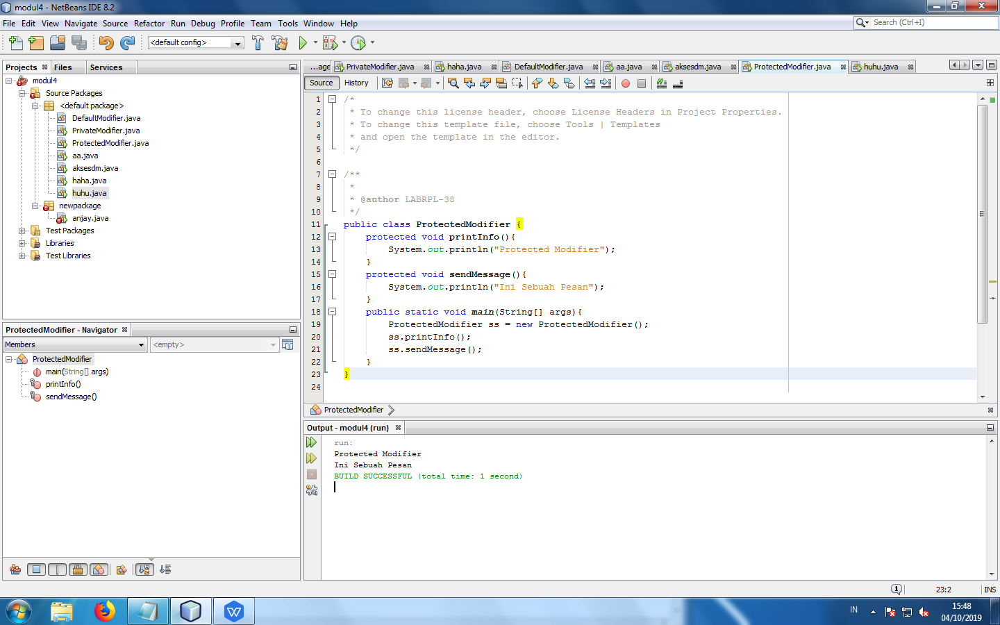 modul4 - NetBeans IDE 8.2
File Edit View Navigate Source Refactor Run Debug Profile Team Tools Window Help
Search (Ctrl+I)
<default config>
Projects Files Services
modul4
Source Packages
<default package>
DefaultModifier.java
PrivateModifier.java
ProtectedModifier.java
aa.java
aksesdm.java
haha.java
huhu.java
newpackage
anjay.java
Test Packages
Libraries
Test Libraries
ProtectedModifier - Navigator
Members <empty>
ProtectedModifier
main(String[] args)
printInfo()
sendMessage()
...age PrivateModifier.java haha.java DefaultModifier.java aa.java aksesdm.java ProtectedModifier.java huhu.java
Source History
1 /*
2 * To change this license header, choose License Headers in Project Properties.
3 * To change this template file, choose Tools | Templates
4 * and open the template in the editor.
5 */
6
7 /**
8 *
9 * @author LABRPL-38
10 */
11 public class ProtectedModifier {
12 protected void printInfo(){
13 System.out.println("Protected Modifier");
14 }
15 protected void sendMessage(){
16 System.out.println("Ini Sebuah Pesan");
17 }
18 public static void main(String[] args){
19 ProtectedModifier ss = new ProtectedModifier();
20 ss.printInfo();
21 ss.sendMessage();
22 }
23 }
24
ProtectedModifier
Output - modul4 (run)
run:
Protected Modifier
Ini Sebuah Pesan
BUILD SUCCESSFUL (total time: 1 second)
1 23:2 INS
IN
15:48
04/10/2019